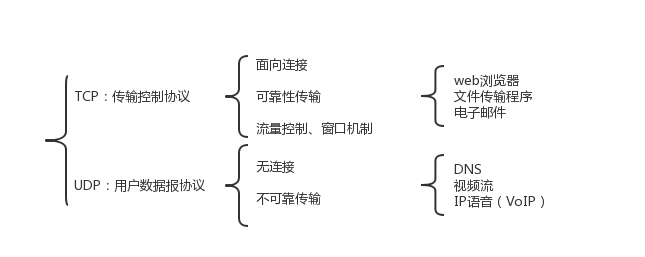 TCP：传输控制协议
面向连接
可靠性传输
流量控制、窗口机制
web浏览器
文件传输程序
电子邮件
UDP：用户数据报协议
无连接
不可靠传输
DNS
视频流
IP语音（VoIP）